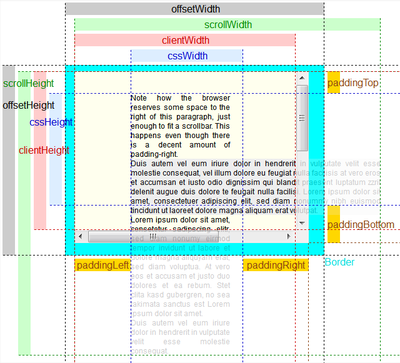 offsetWidth
scrollWidth
clientWidth
cssWidth
scrollHeight
paddingTop
Note how the browser
reserves some space to the
right of this paragraph, just
enough to fit a scrollbar. This
happens even though there
is a decent amount of
padding-right.
offsetHeight
cssHeight
clientHeight
Duis autem vel eum iriure dolor in hendrerit in vulputate velit esse
molestie consequat, vel illum dolore eu feugiat nulla facilisis at vero eros
et accumsan et iusto odio dignissim qui blandit praesent luptatum zzril
delenit augue duis dolore te feugait nulla facilisi. Lorem ipsum dolor sit
amet, consectetuer adipiscing elit, sed diam nonummy nibh euismod
tincidunt ut laoreet dolore magna aliquam erat volutpat.
Lorem ipsum dolor sit amet,
consetetur sadipscing elitr,
sed diam nonumy eirmod
tempor invidunt ut labore et
dolore magna aliquyam erat,
sed diam voluptua. At vero
eos et accusam et justo duo
dolores et ea rebum. Stet
clita kasd gubergren, no sea
takimata sanctus est Lorem
ipsum dolor sit amet.
Duis autem vel eum iriure
dolor in hendrerit in vulputate
velit esse molestie
consequat
paddingBottom
paddingLeft
paddingRight
Border